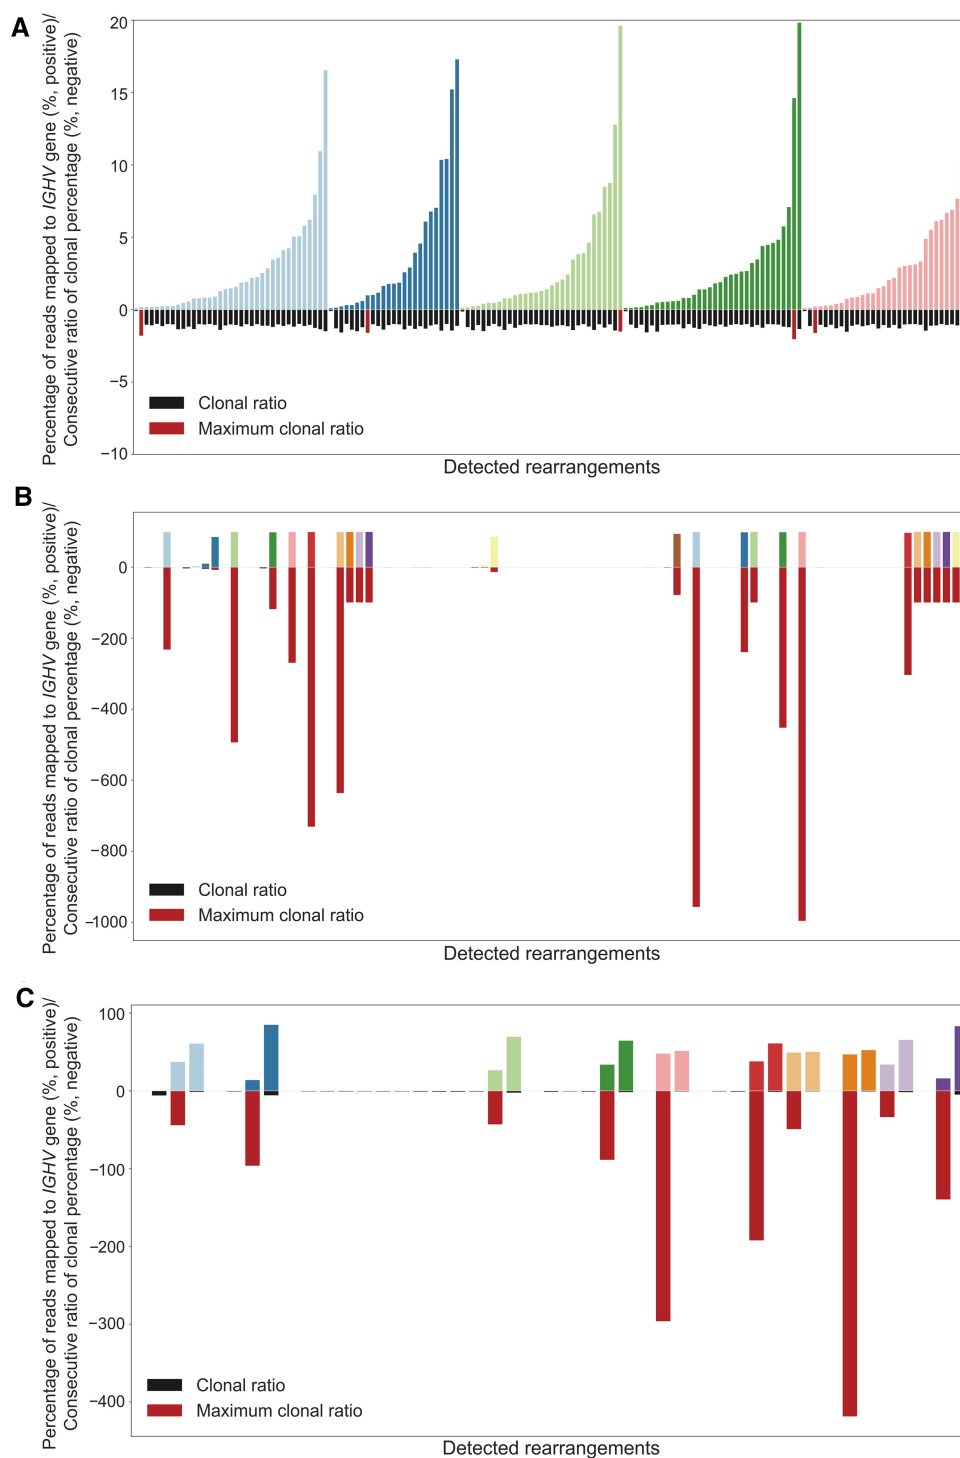 A
Percentage of reads mapped to IGHV gene (%, positive)/
Consecutive ratio of clonal percentage (%, negative)
20
15
10
5
0
−5
−10
Clonal ratio
Maximum clonal ratio
Detected rearrangements
B
Percentage of reads mapped to IGHV gene (%, positive)/
Consecutive ratio of clonal percentage (%, negative)
0
−200
−400
−600
−800
−1000
Clonal ratio
Maximum clonal ratio
Detected rearrangements
C
Percentage of reads mapped to IGHV gene (%, positive)/
Consecutive ratio of clonal percentage (%, negative)
100
0
−100
−200
−300
−400
Clonal ratio
Maximum clonal ratio
Detected rearrangements